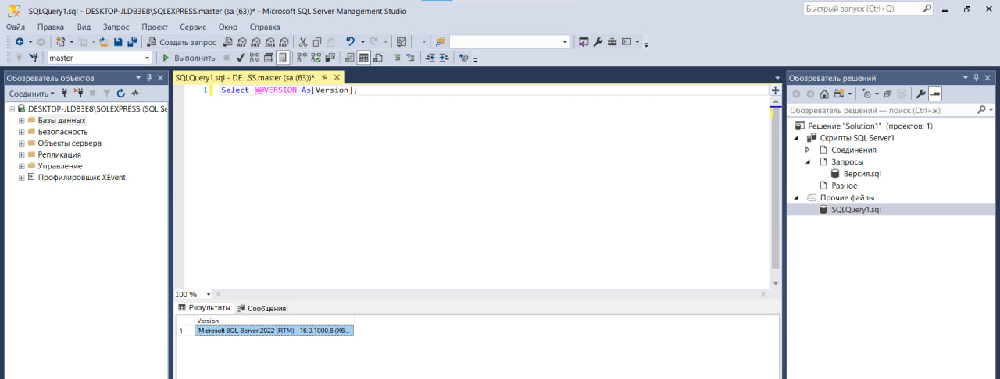 SQLQuery1.sql - DESKTOP-JLDB3E8\SQLEXPRESS.master (sa (63))* - Microsoft SQL Server Management Studio
Быстрый запуск (Ctrl+Q)
Файл Правка Вид Запрос Проект Сервис Окно Справка
Создать запрос
master
Выполнить
Обозреватель объектов
Соединить
DESKTOP-JLDB3E8\SQLEXPRESS (SQL Se
Базы данных
Безопасность
Объекты сервера
Репликация
Управление
Профилировщик XEvent
SQLQuery1.sql - DE...SS.master (sa (63))*
1 Select @@VERSION As[Version];
100 %
Результаты Сообщения
Version
1 Microsoft SQL Server 2022 (RTM) - 16.0.1000.6 (X6...
Обозреватель решений
Обозреватель решений — поиск (Ctrl+ж)
Решение "Solution1" (проектов: 1)
Скрипты SQL Server1
Соединения
Запросы
Версия.sql
Разное
Прочие файлы
SQLQuery1.sql